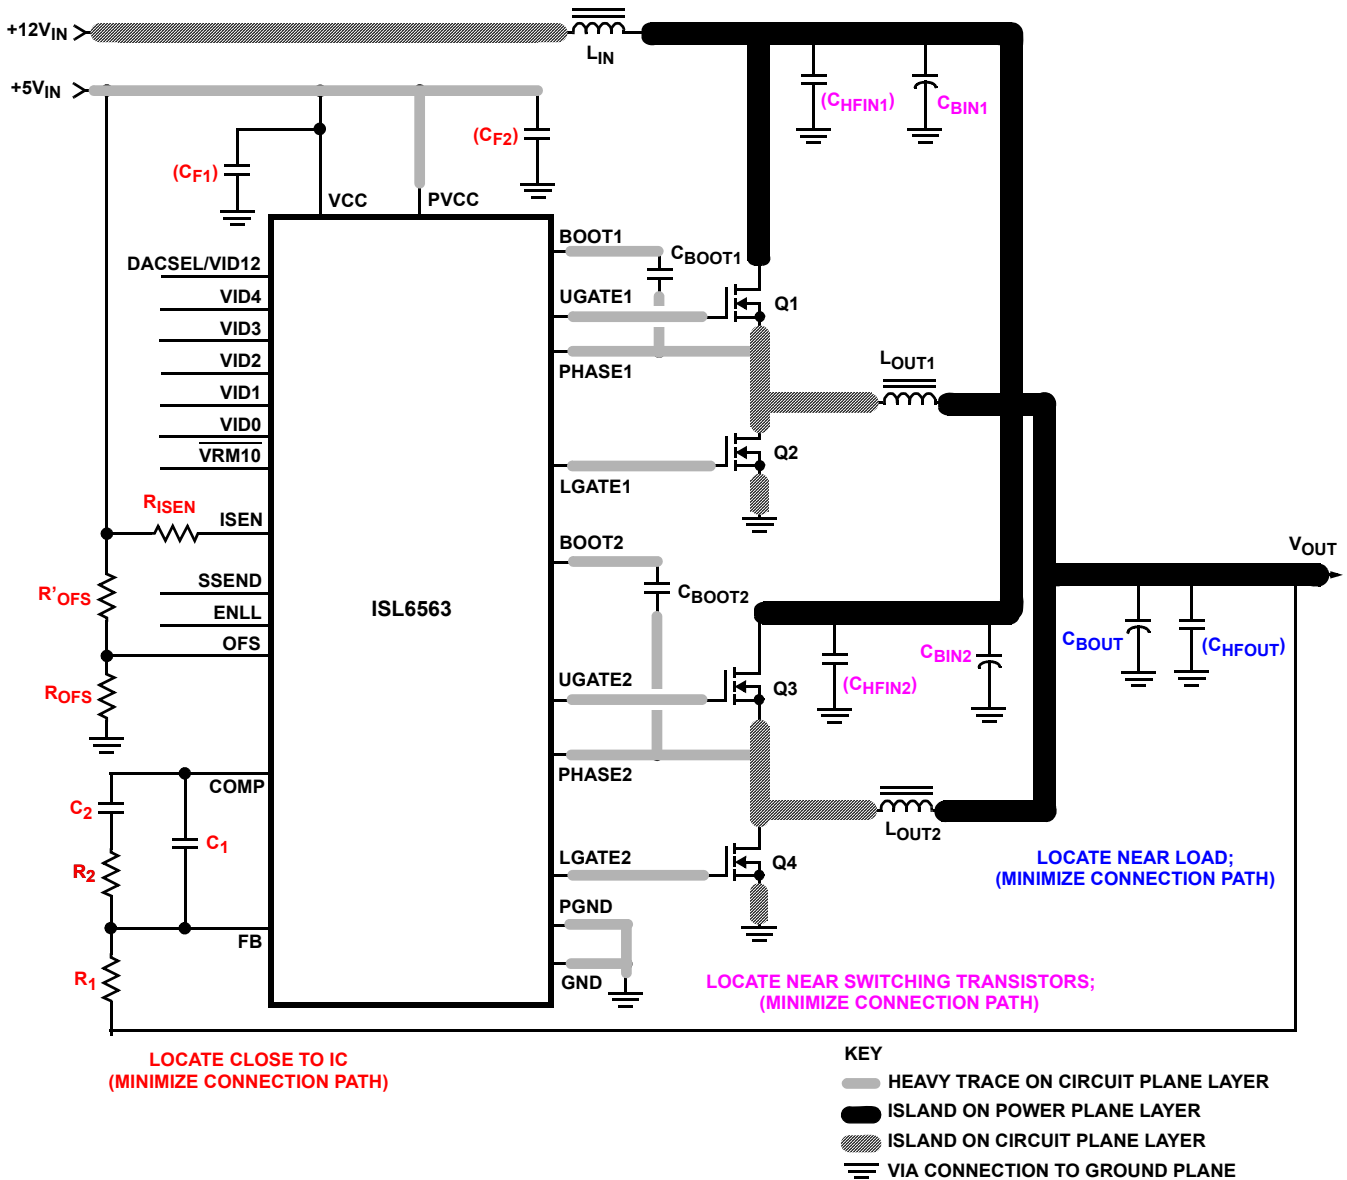 +12VIN
LIN
+5VIN
(CHFIN1)
CBIN1
(CF2)
(CF1)
VCC
PVCC
BOOT1
CBOOT1
DACSEL/VID12
VID4
UGATE1
Q1
VID3
VID2
PHASE1
LOUT1
VID1
VID0
VRM10
Q2
LGATE1
RISEN
ISEN
BOOT2
VOUT
R'OFS
SSEND
CBOOT2
ENLL
ISL6563
OFS
CBOUT
(CHFOUT)
CBIN2
(CHFIN2)
ROFS
UGATE2
Q3
PHASE2
COMP
C2
C1
LOUT2
R2
LGATE2
Q4
LOCATE NEAR LOAD;
(MINIMIZE CONNECTION PATH)
PGND
FB
R1
GND
LOCATE NEAR SWITCHING TRANSISTORS;
(MINIMIZE CONNECTION PATH)
LOCATE CLOSE TO IC
(MINIMIZE CONNECTION PATH)
KEY
HEAVY TRACE ON CIRCUIT PLANE LAYER
ISLAND ON POWER PLANE LAYER
ISLAND ON CIRCUIT PLANE LAYER
VIA CONNECTION TO GROUND PLANE